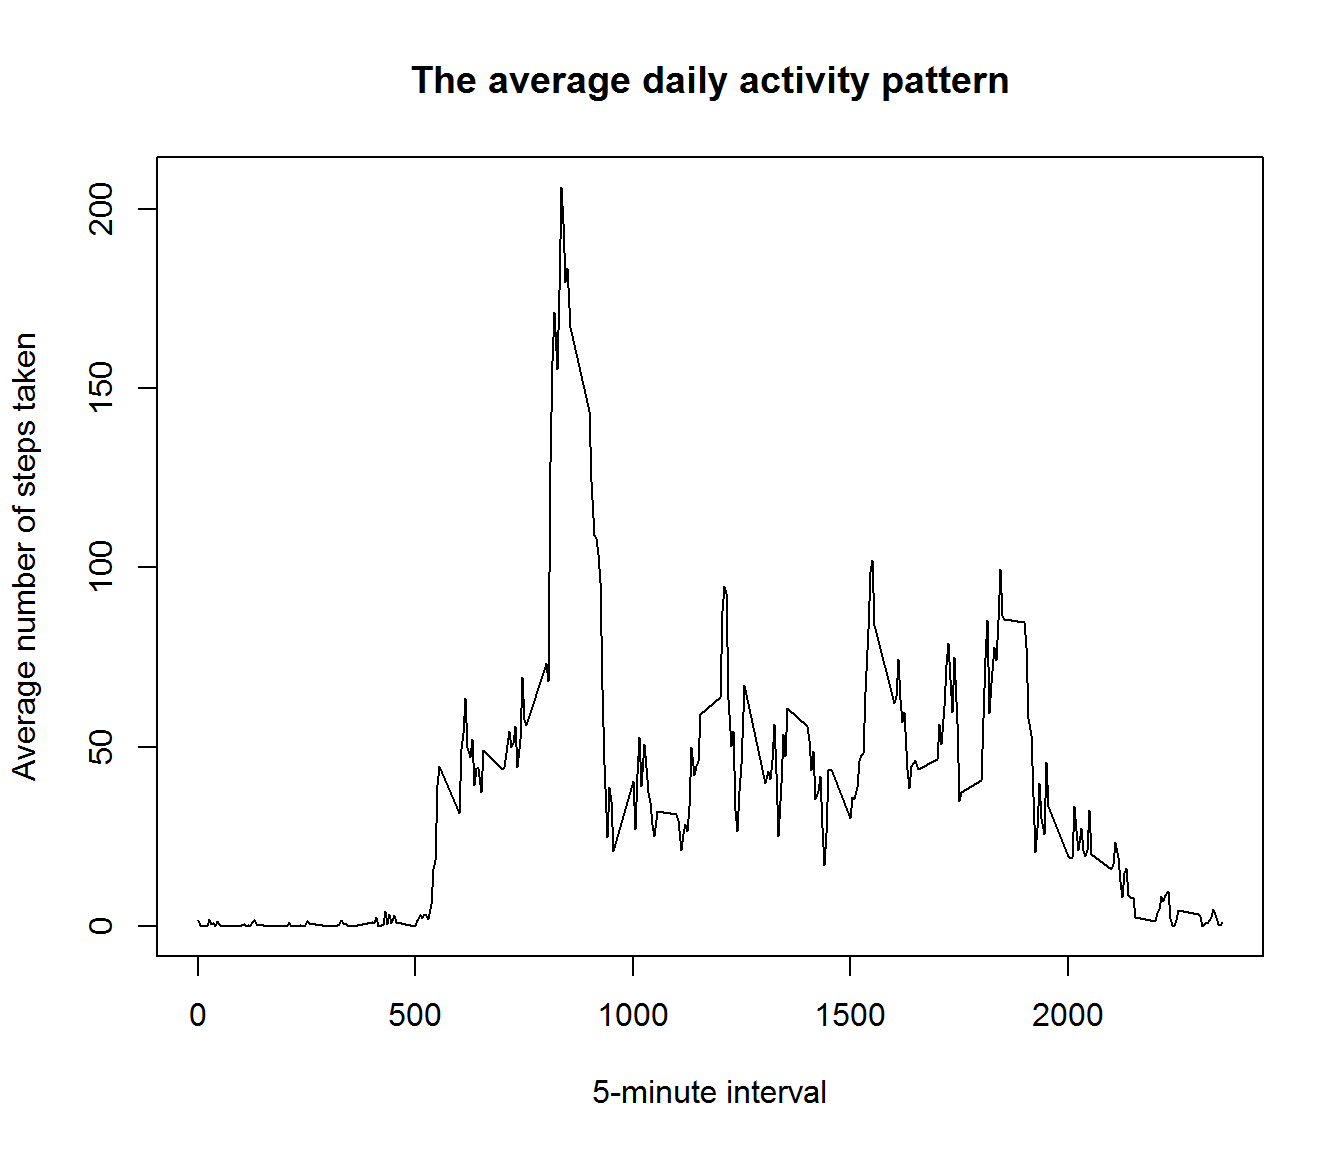 The average daily activity pattern
Average number of steps taken
200
150
100
50
0
0 500 1000 1500 2000
5-minute interval